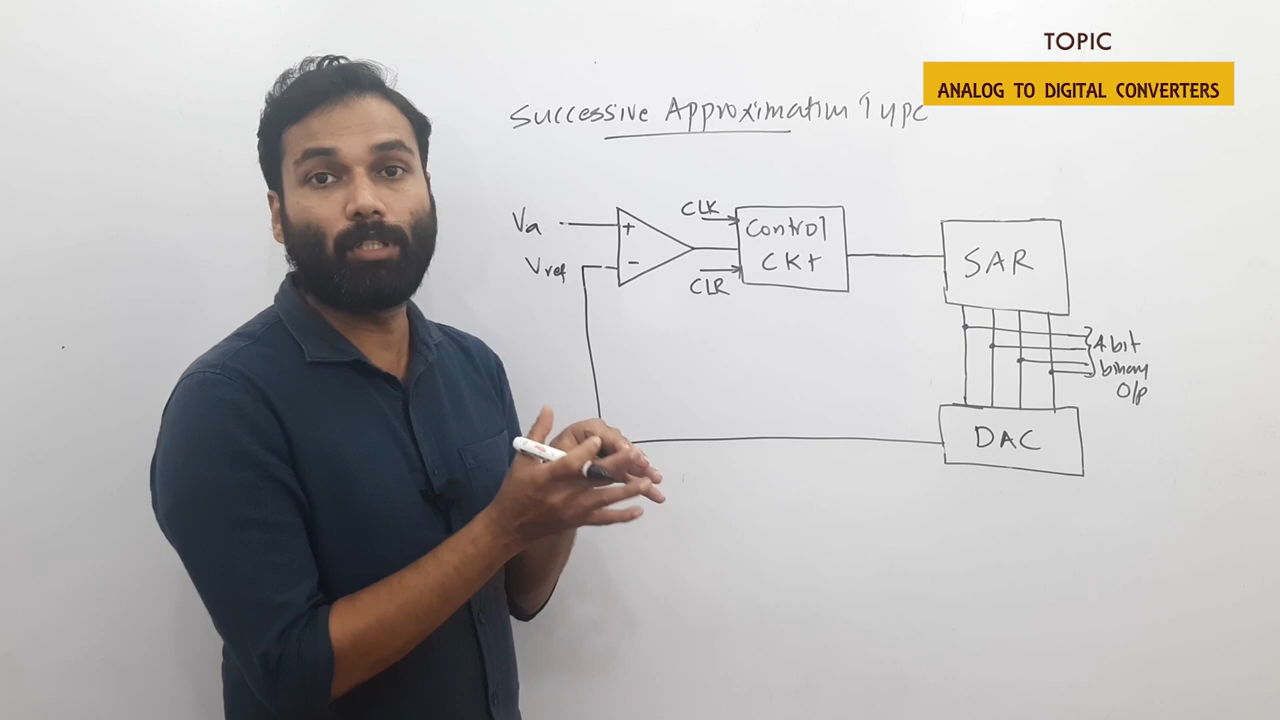 TOPIC
ANALOG TO DIGITAL CONVERTERS
Successive Approximation Type
Va
Vref
+
-
CLK
CLR
Control
CKt
SAR
4 bit
binary
O/p
DAC